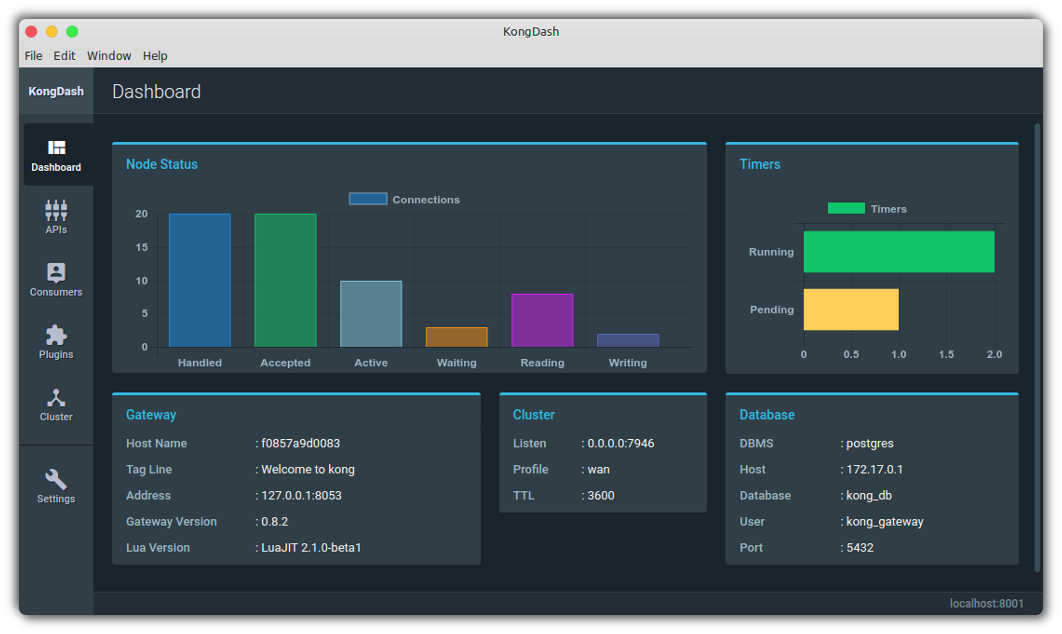 KongDash
File Edit Window Help
KongDash
Dashboard
Dashboard
APIs
Consumers
Plugins
Cluster
Settings
Node Status
Connections
20
15
10
5
0
Handled Accepted Active Waiting Reading Writing
Timers
Timers
Running
Pending
0 0.5 1.0 1.5 2.0
Gateway
Host Name : f0857a9d0083
Tag Line : Welcome to kong
Address : 127.0.0.1:8053
Gateway Version : 0.8.2
Lua Version : LuaJIT 2.1.0-beta1
Cluster
Listen : 0.0.0.0:7946
Profile : wan
TTL : 3600
Database
DBMS : postgres
Host : 172.17.0.1
Database : kong_db
User : kong_gateway
Port : 5432
localhost:8001